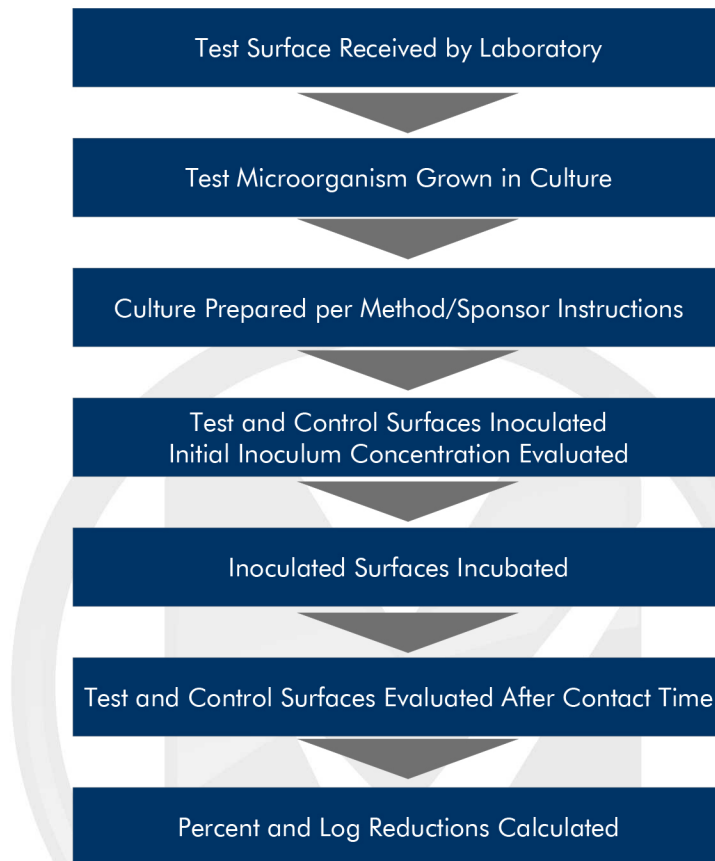 Test Surface Received by Laboratory
Test Microorganism Grown in Culture
Culture Prepared per Method/Sponsor Instructions
Test and Control Surfaces Inoculated
Initial Inoculum Concentration Evaluated
Inoculated Surfaces Incubated
Test and Control Surfaces Evaluated After Contact Time
Percent and Log Reductions Calculated